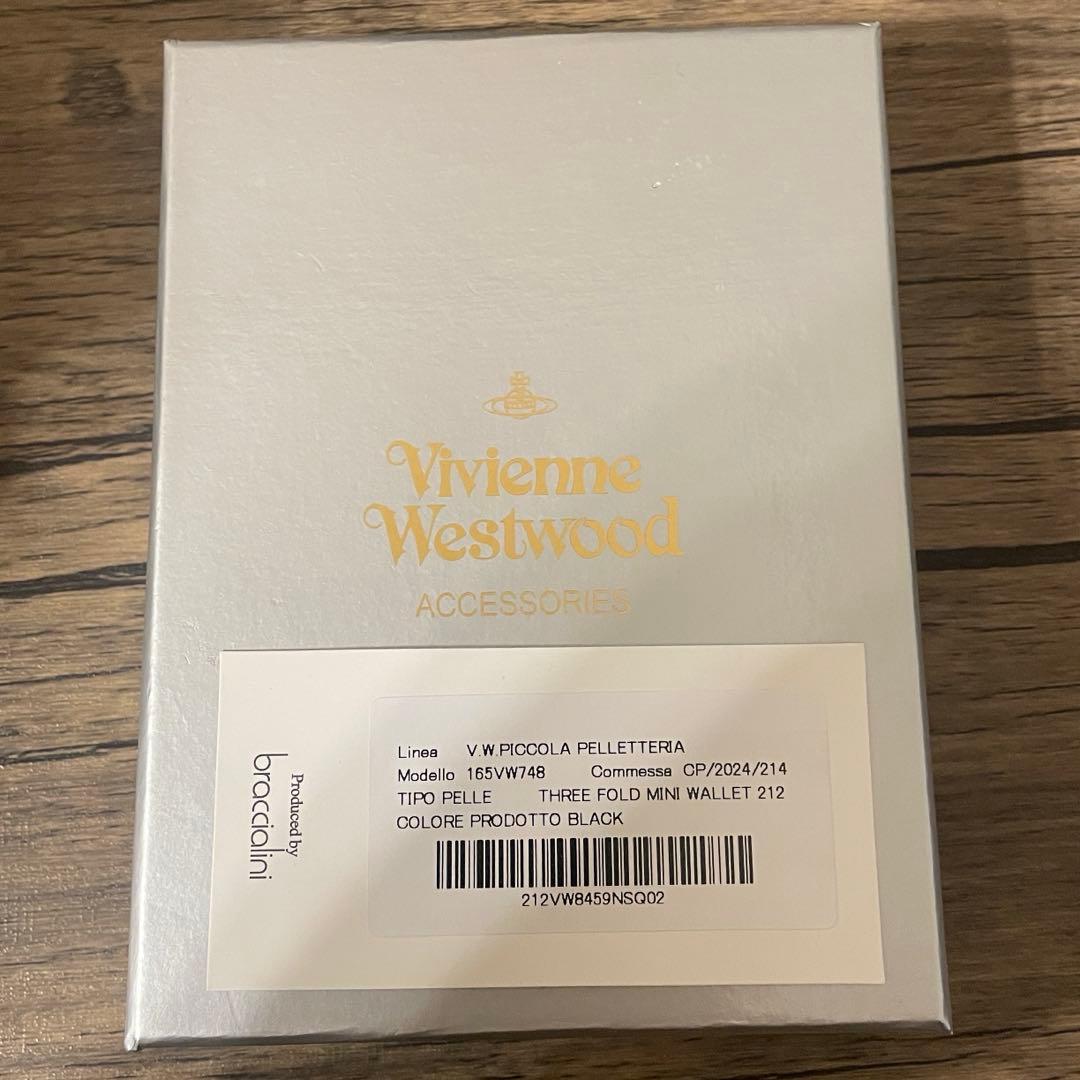 Vivienne
Westwood
ACCESSORIES
Produced by
braccialini
Linea V.W.PICCOLA PELLETTERIA
Modello 165VW748 Commessa CP/2024/214
TIPO PELLE THREE FOLD MINI WALLET 212
COLORE PRODOTTO BLACK
212VW8459NSQ02